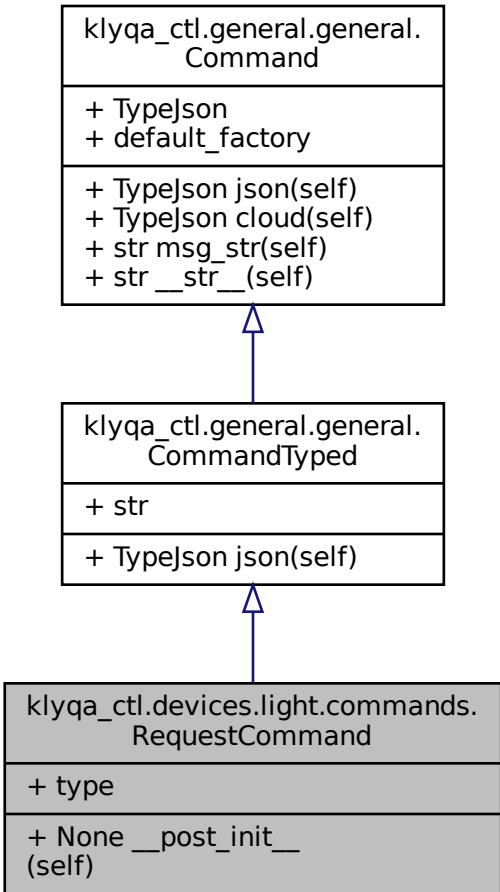 klyqa_ctl.general.general.
Command
+ TypeJson
+ default_factory
+ TypeJson json(self)
+ TypeJson cloud(self)
+ str msg_str(self)
+ str __str__(self)
klyqa_ctl.general.general.
CommandTyped
+ str
+ TypeJson json(self)
klyqa_ctl.devices.light.commands.
RequestCommand
+ type
+ None __post_init__
(self)